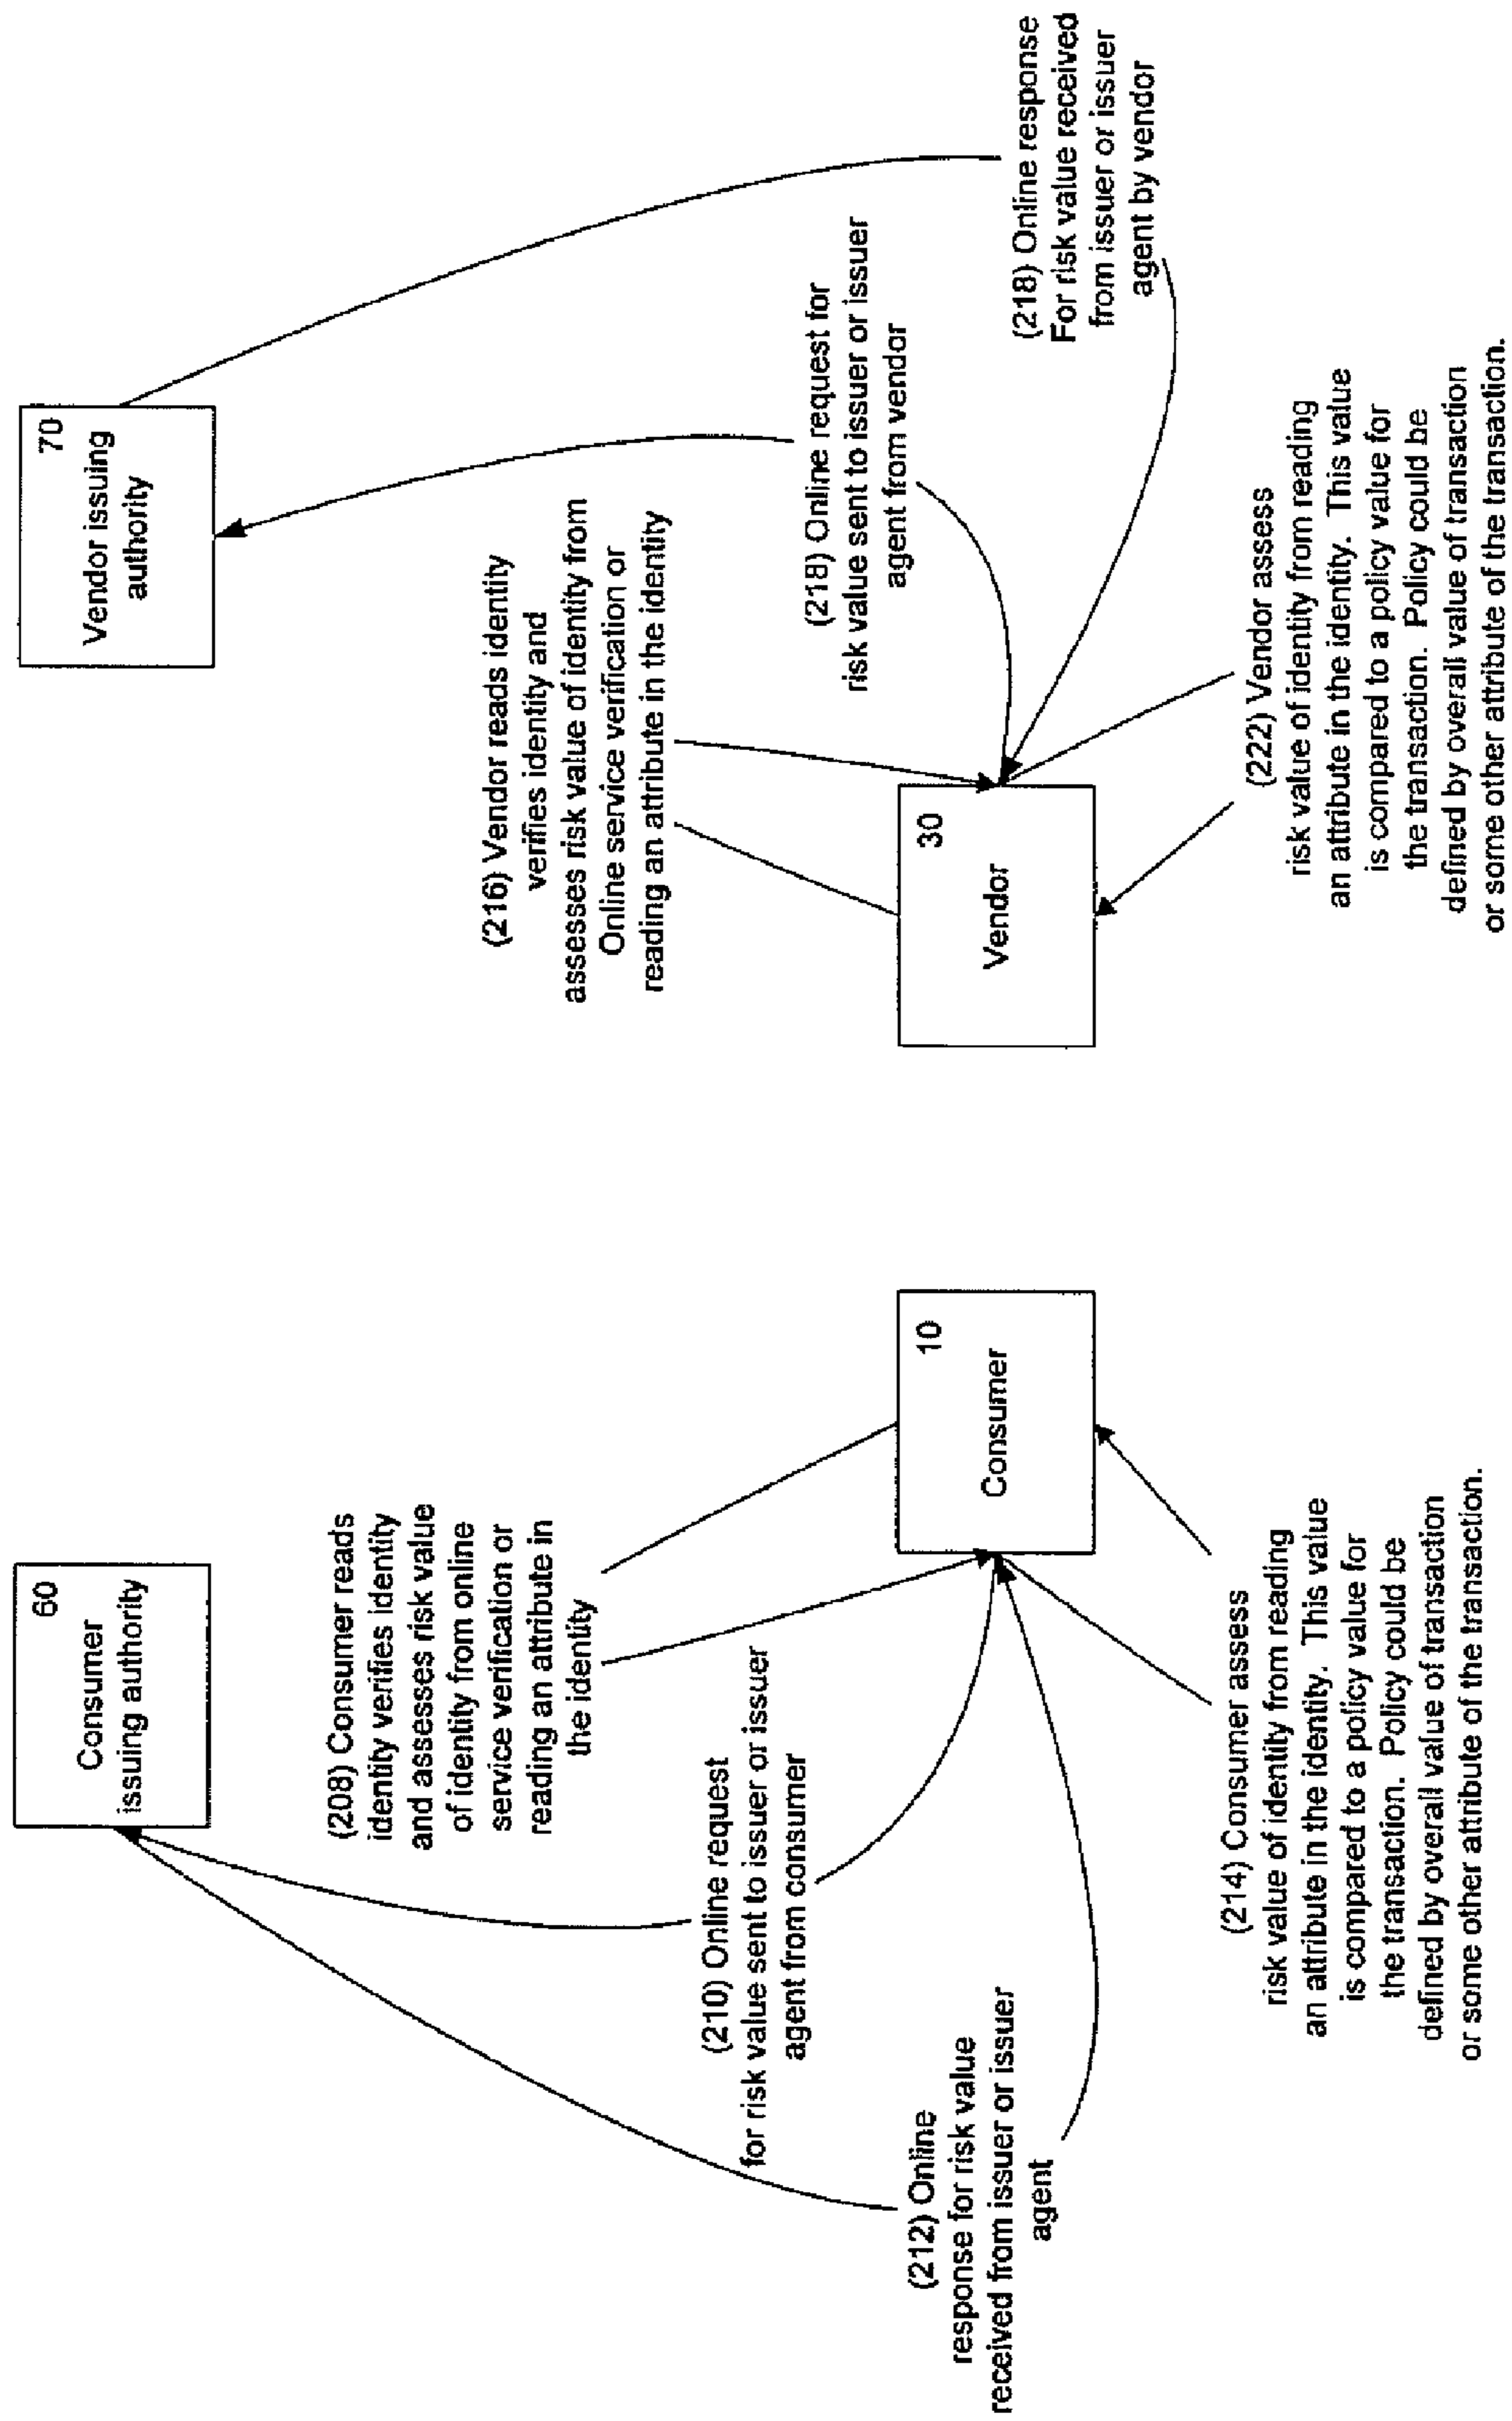 60
Consumer
issuing authority
(208) Consumer reads
identity verifies identity
and assesses risk value
of identity from online
service verification or
reading an attribute in
the identity
(210) Online request
for risk value sent to issuer or issuer
agent from consumer
(212) Online
response for risk value
received from issuer or issuer
agent
10
Consumer
(214) Consumer assess
risk value of identity from reading
an attribute in the identity. This value
is compared to a policy value for
the transaction. Policy could be
defined by overall value of transaction
or some other attribute of the transaction.
70
Vendor issuing
authority
(216) Vendor reads identity
verifies identity and
assesses risk value of identity from
Online service verification or
reading an attribute in the identity
(218) Online request for
risk value sent to issuer or issuer
agent from vendor
(218) Online response
For risk value received
from issuer or issuer
agent by vendor
30
Vendor
(222) Vendor assess
risk value of identity from reading
an attribute in the identity. This value
is compared to a policy value for
the transaction. Policy could be
defined by overall value of transaction
or some other attribute of the transaction.